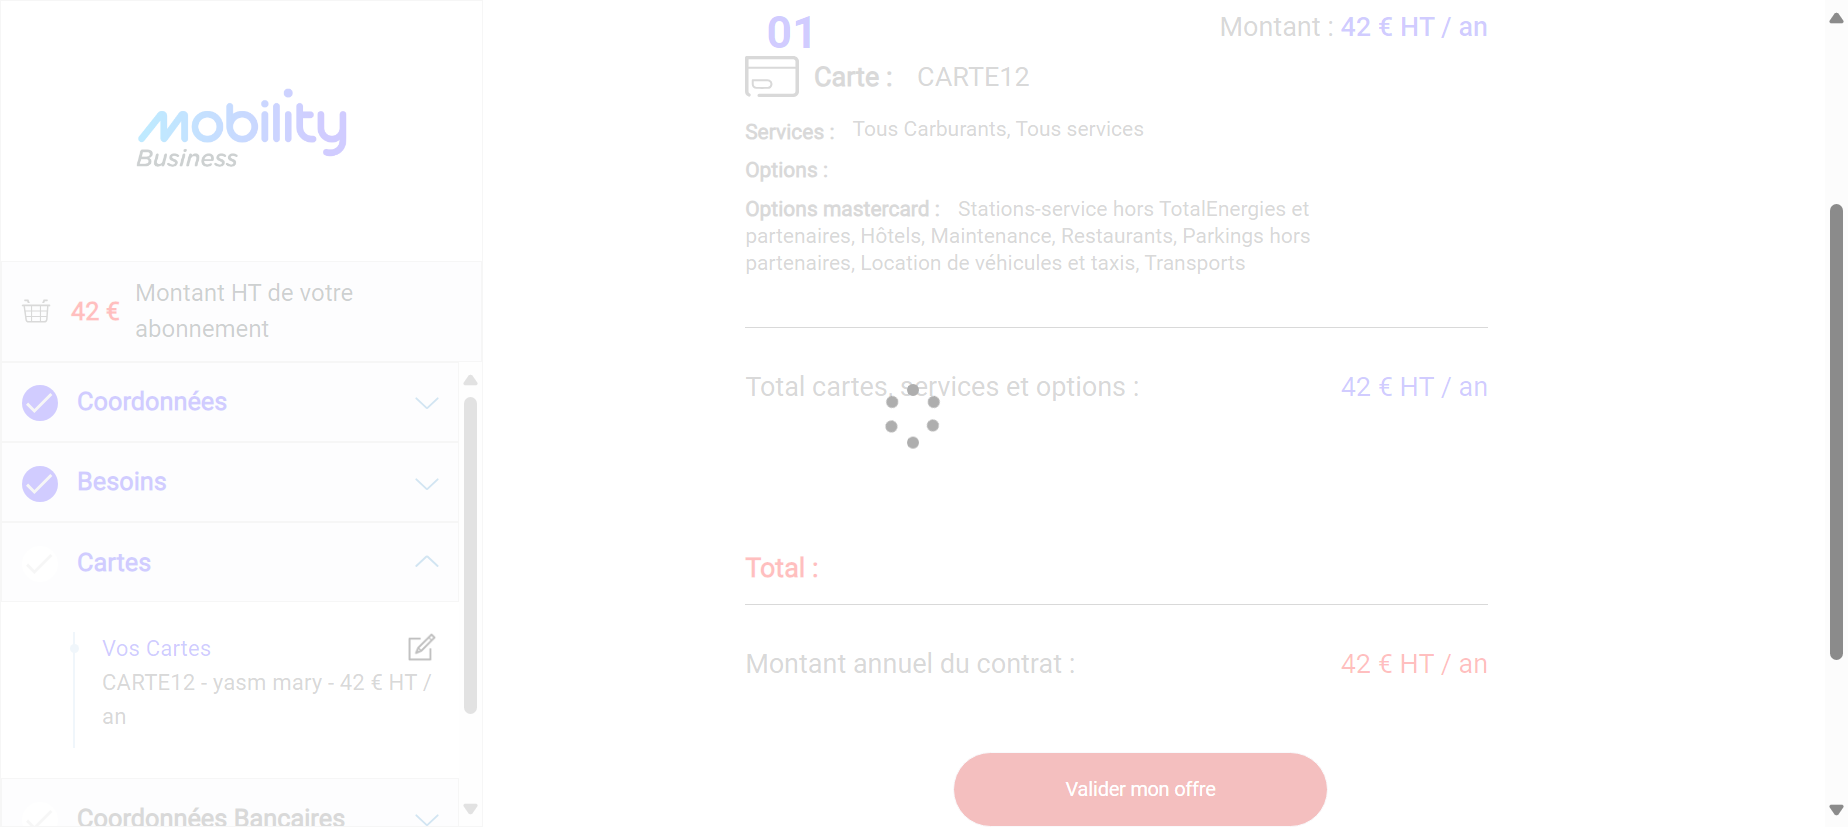 mobility
Business
42 €
Montant HT de votre
abonnement
Coordonnées
Besoins
Cartes
Vos Cartes
CARTE12 - yasm mary - 42 € HT /
an
Coordonnées Bancaires
01
Montant : 42 € HT / an
Carte : CARTE12
Services : Tous Carburants, Tous services
Options :
Options mastercard : Stations-service hors TotalEnergies et
partenaires, Hôtels, Maintenance, Restaurants, Parkings hors
partenaires, Location de véhicules et taxis, Transports
Total cartes, services et options : 42 € HT / an
Total :
Montant annuel du contrat : 42 € HT / an
Valider mon offre